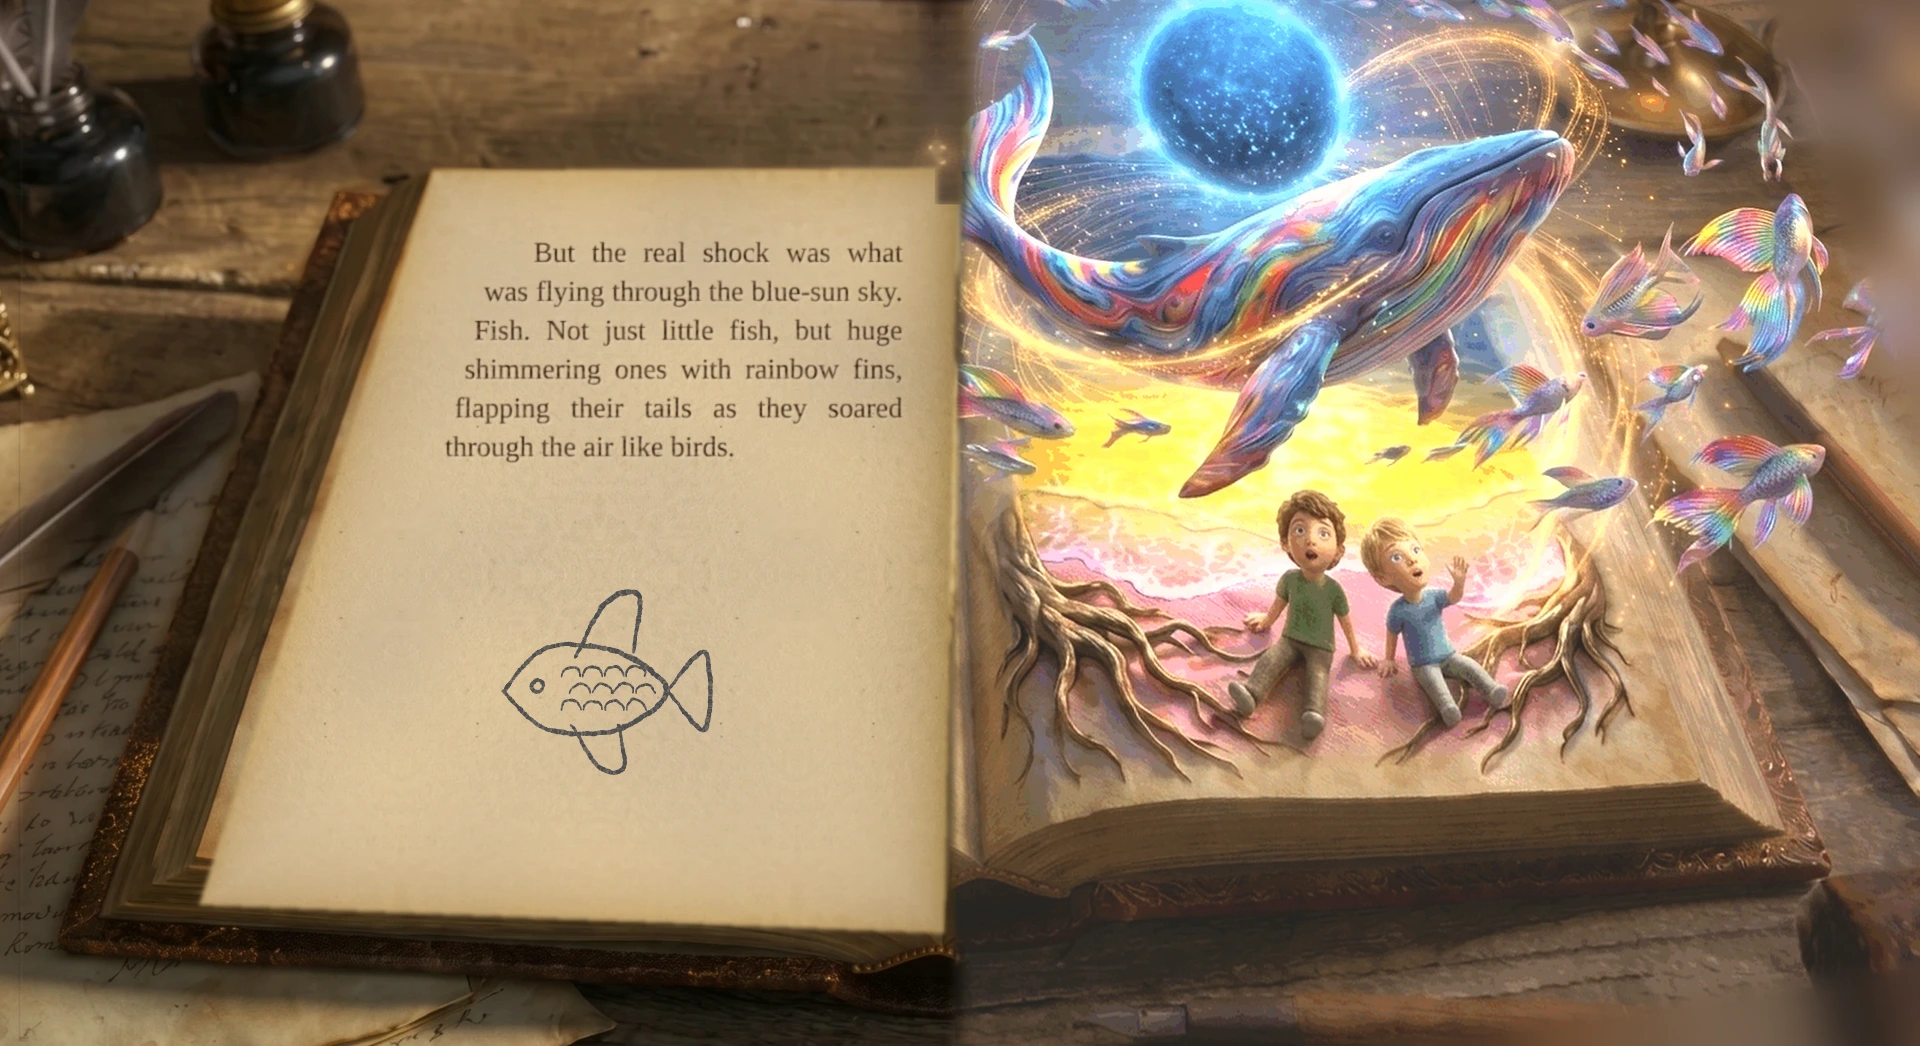 But the real shock was what
was flying through the blue-sun sky.
Fish. Not just little fish, but huge
shimmering ones with rainbow fins,
flapping their tails as they soared
through the air like birds.